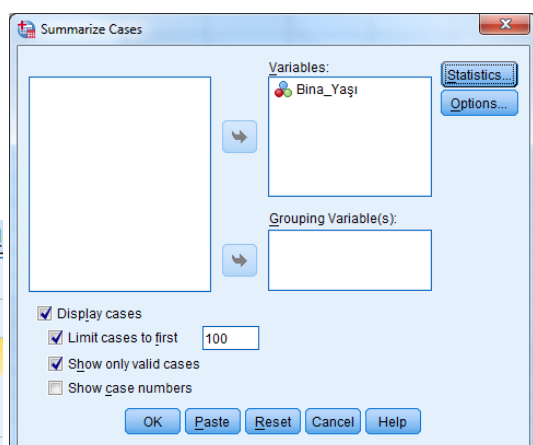 Summarize Cases
Variables:
Bina_Yaşı
Statistics...
Options...
Grouping Variable(s):
Display cases
Limit cases to first 100
Show only valid cases
Show case numbers
OK Paste Reset Cancel Help